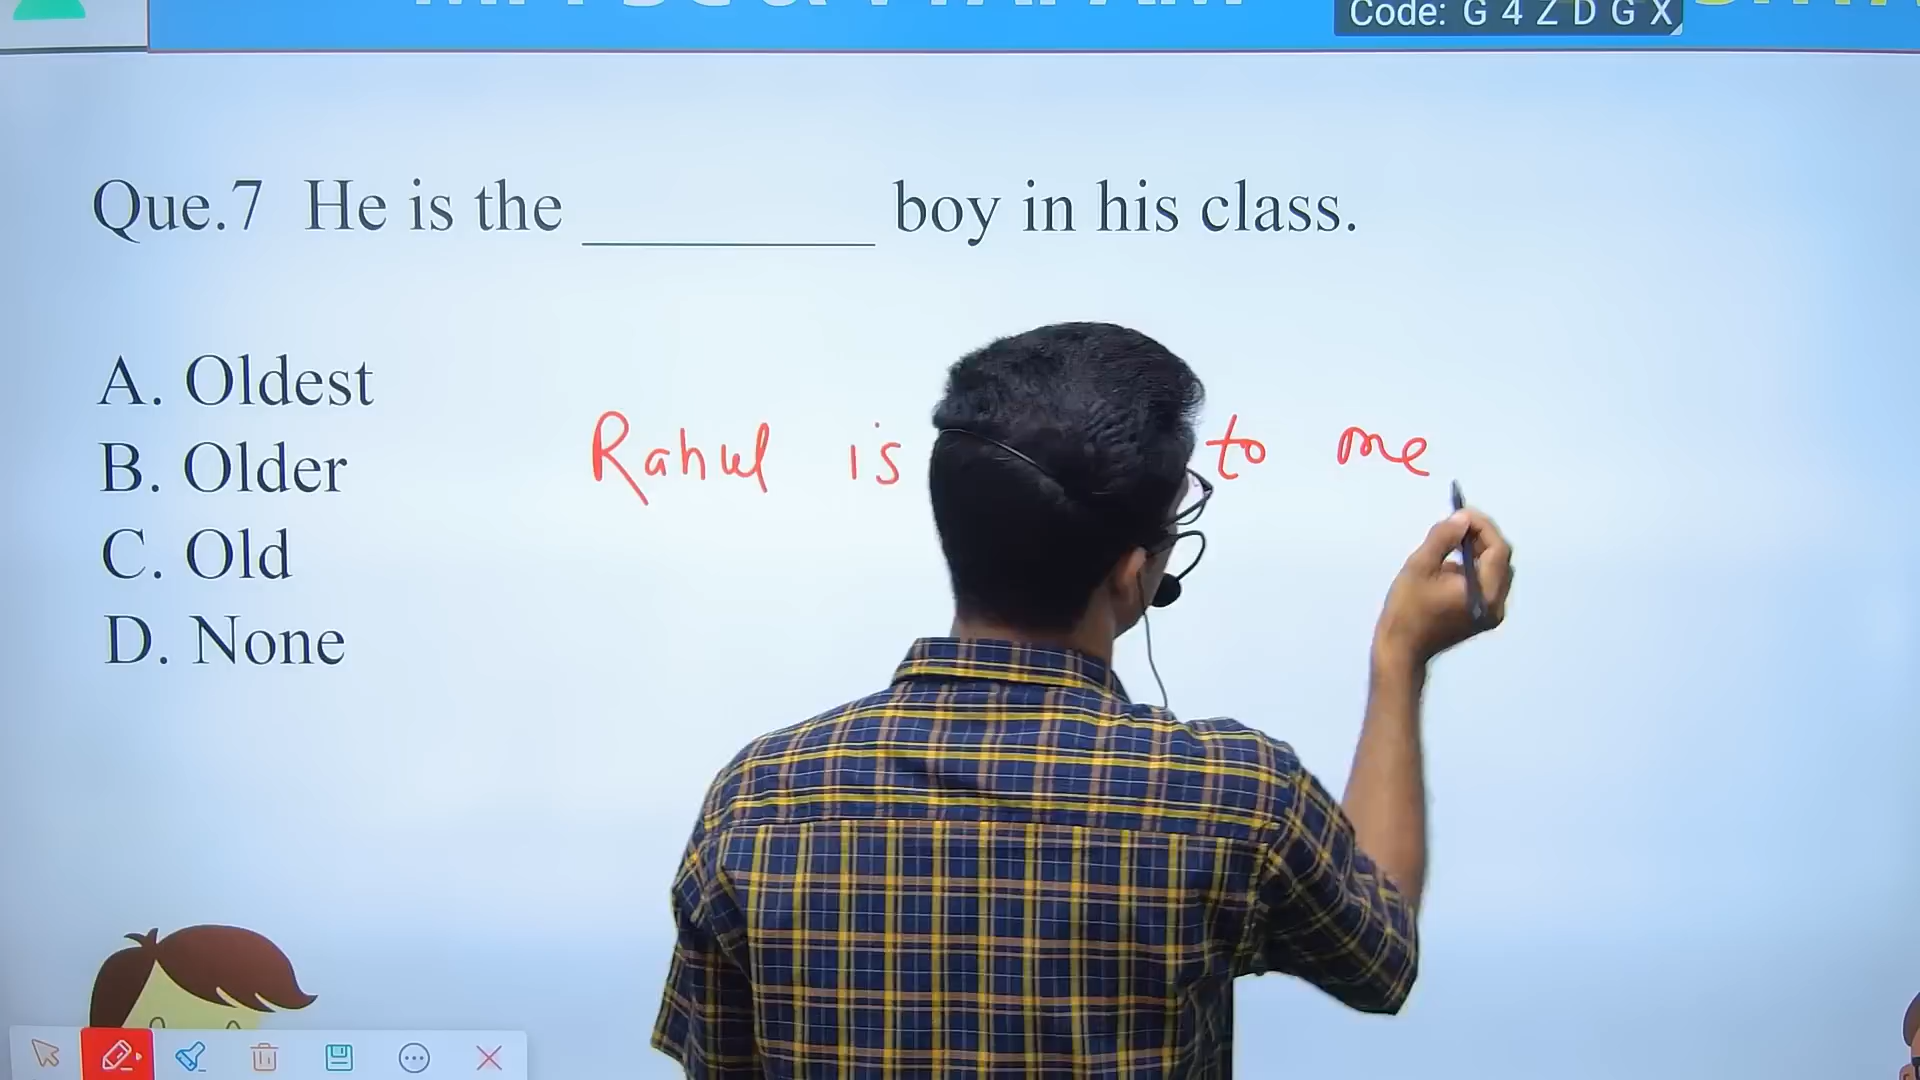 Code: G 4 Z D G X
Que.7 He is the __________ boy in his class.
A. Oldest
B. Older
C. Old
D. None
Rahul is to me